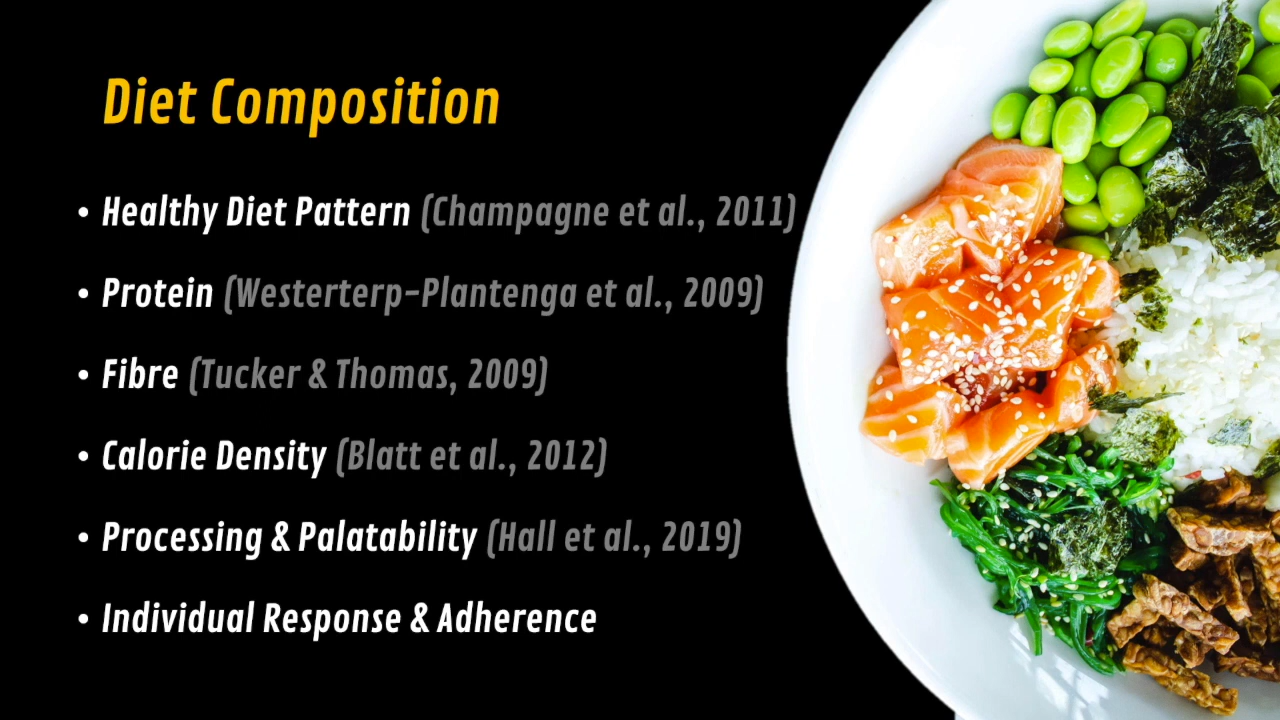 Diet Composition
• Healthy Diet Pattern (Champagne et al., 2011)
• Protein (Westerterp-Plantenga et al., 2009)
• Fibre (Tucker & Thomas, 2009)
• Calorie Density (Blatt et al., 2012)
• Processing & Palatability (Hall et al., 2019)
• Individual Response & Adherence